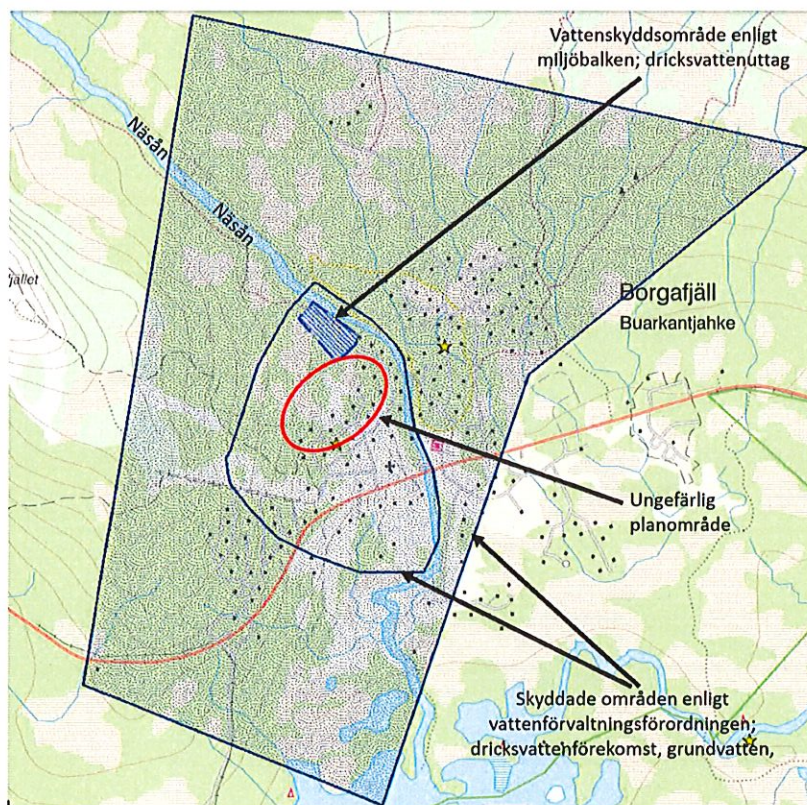 Vattenskyddsområde enligt
miljöbalken; dricksvattenuttag
Näsån
Näsån
jället
Borgafjäll
Buarkantjahke
Ungefärlig
planområde
Skyddade områden enligt
vattenförvaltningsförordningen;
dricksvattenförekomst, grundvatten,